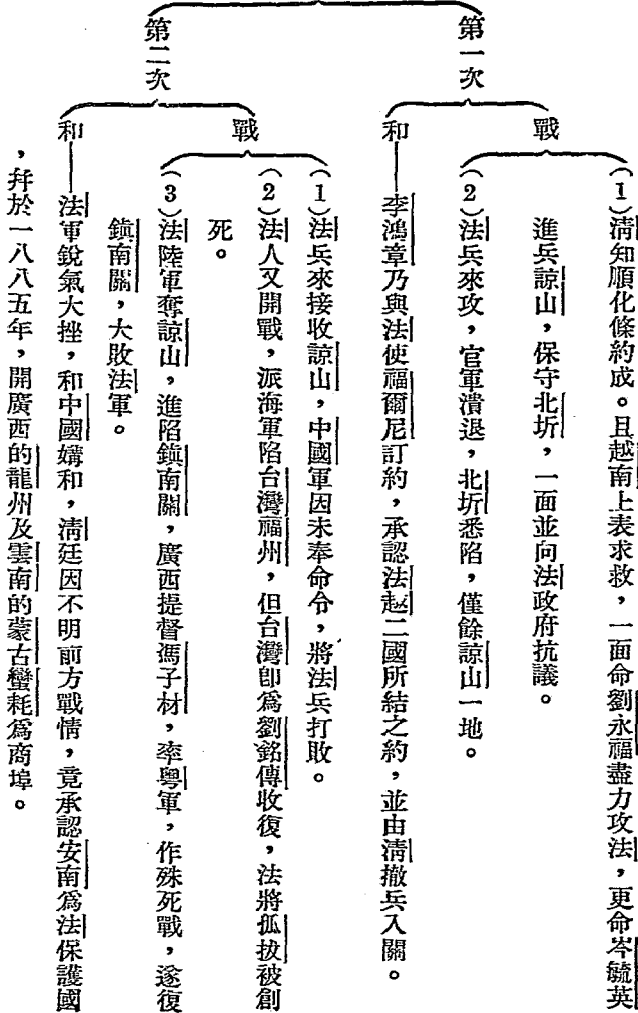 第一次
戰
（1）清知順化條約成。且越南上表求救，一面命劉永福盡力攻法，更命岑毓英
進兵諒山，保守北圻，一面並向法政府抗議。
（2）法兵來攻，官軍潰退，北圻悉陷，僅餘諒山一地。
和
李鴻章乃與法使福爾尼訂約，承認法越二國所結之約，並由清撤兵入關。
第二次
戰
（1）法兵來接收諒山，中國軍因未奉命令，將法兵打敗。
（2）法人又開戰，派海軍陷台灣福州，但台灣卽爲劉銘傳收復，法將孤拔被創
死。
（3）法陸軍奪諒山，進陷鎭南關，廣西提督馮子材，率粤軍，作殊死戰，遂復
鎭南關，大敗法軍。
和
法軍銳氣大挫，和中國媾和，清廷因不明前方戰情，竟承認安南爲法保護國
，幷於一八八五年，開廣西的龍州及雲南的蒙古蠻耗爲商埠。